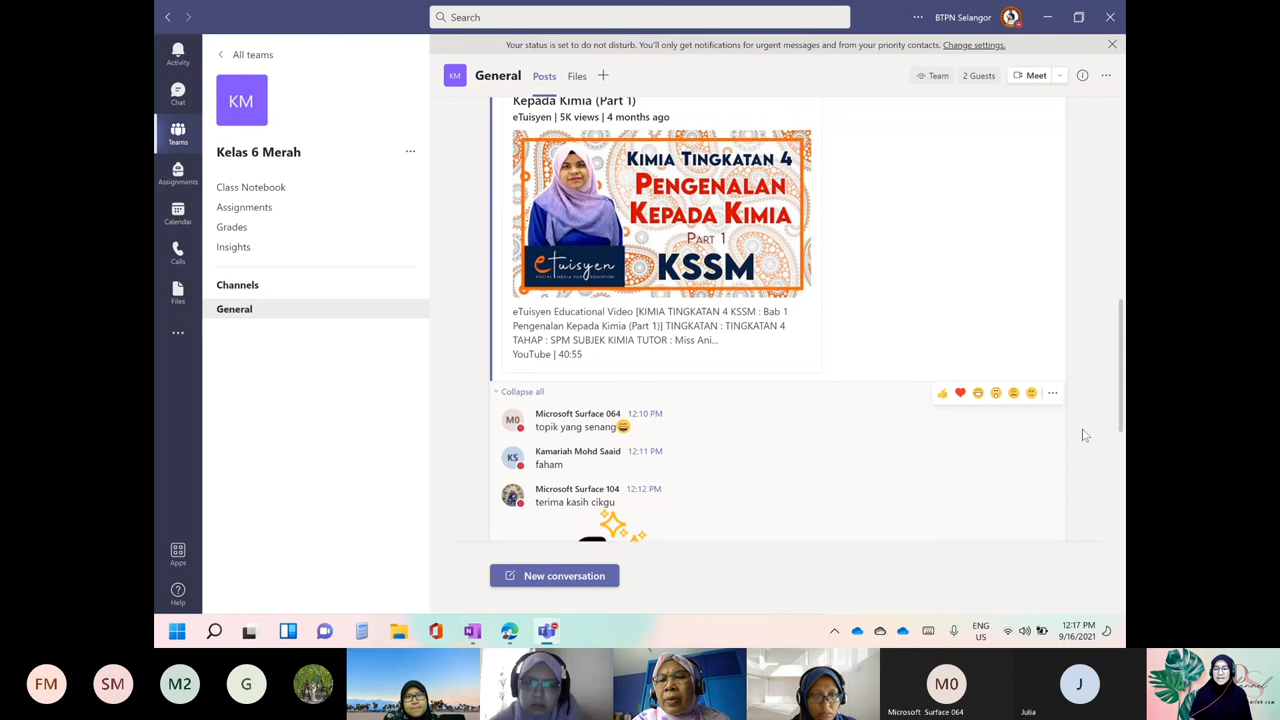 Search
BTPN Selangor
Your status is set to do not disturb. You'll only get notifications for urgent messages and from your priority contacts. Change settings.
Activity
Chat
Teams
Assignments
Calendar
Calls
Files
Apps
Help
All teams
KM
Kelas 6 Merah
Class Notebook
Assignments
Grades
Insights
Channels
General
KM
General
Posts
Files
Team
2 Guests
Meet
Kepada Kimia (Part 1)
eTuisyen | 5K views | 4 months ago
KIMIA TINGKATAN 4
PENGENALAN
KEPADA KIMIA
PART 1
KSSM
eTuisyen
SOCIAL MEDIA FOR EDUCATION
eTuisyen Educational Video [KIMIA TINGKATAN 4 KSSM : Bab 1
Pengenalan Kepada Kimia (Part 1)] TINGKATAN : TINGKATAN 4
TAHAP : SPM SUBJEK KIMIA TUTOR : Miss Ani...
YouTube | 40:55
Collapse all
M0
Microsoft Surface 064 12:10 PM
topik yang senang😄
KS
Kamariah Mohd Saaid 12:11 PM
faham
Microsoft Surface 104 12:12 PM
terima kasih cikgu
New conversation
ENG
US
12:17 PM
9/16/2021
FM
SM
M2
G
M0
Microsoft Surface 064
J
Julia